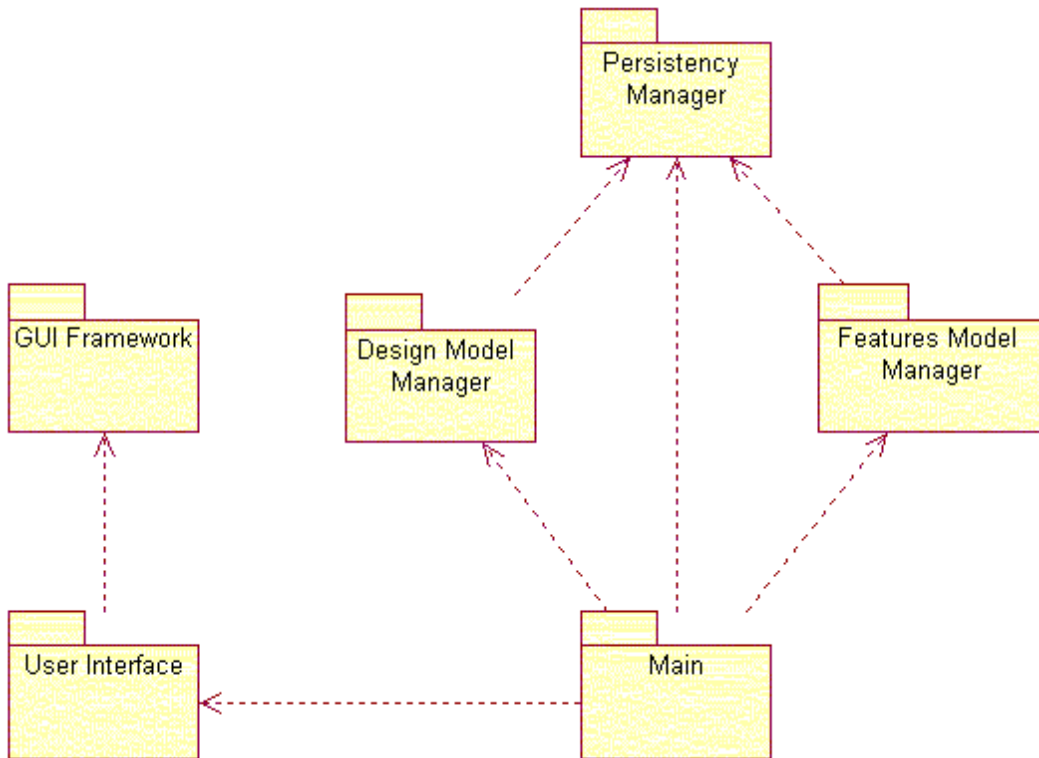 Persistency
Manager
GUI Framework
Design Model
Manager
Features Model
Manager
User Interface
Main